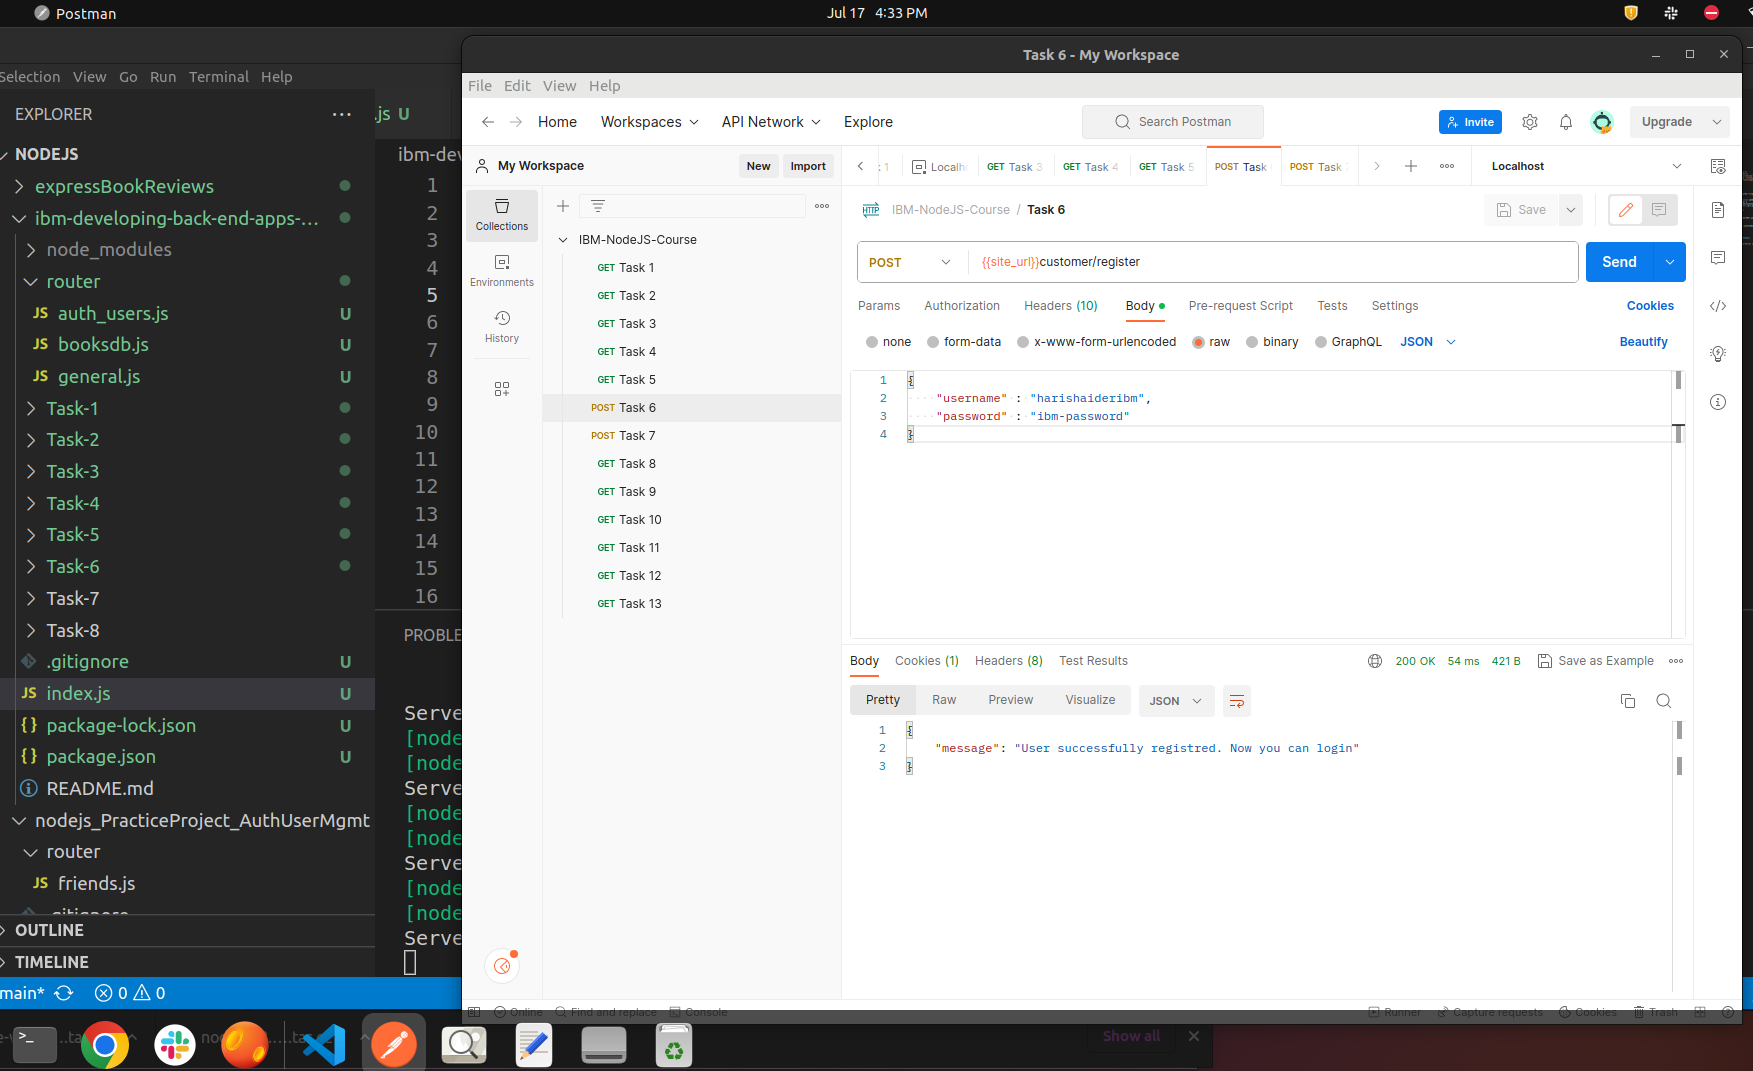 Postman
Jul 17 4:33 PM
Task 6 - My Workspace
Selection View Go Run Terminal Help
File Edit View Help
EXPLORER
.js U
Home Workspaces API Network Explore
Search Postman
Invite
Upgrade
NODEJS
ibm-dev
My Workspace
New
Import
Locall
GET Task 3
GET Task 4
GET Task 5
POST Task
POST Task
Localhost
expressBookReviews
ibm-developing-back-end-apps-...
node_modules
router
auth_users.js U
booksdb.js U
general.js U
Task-1
Task-2
Task-3
Task-4
Task-5
Task-6
Task-7
Task-8
.gitignore U
index.js U
package-lock.json U
package.json U
README.md
nodejs_PracticeProject_AuthUserMgmt
router
friends.js
.gitignore
OUTLINE
TIMELINE
main* 0 0
1
2
3
4
5
6
7
8
9
10
11
12
13
14
15
16
PROBLE
Serve
[node
[node
Serve
[node
[node
Serve
[node
[node
Serve
Collections
Environments
History
IBM-NodeJS-Course
GET Task 1
GET Task 2
GET Task 3
GET Task 4
GET Task 5
POST Task 6
POST Task 7
GET Task 8
GET Task 9
GET Task 10
GET Task 11
GET Task 12
GET Task 13
HTTP IBM-NodeJS-Course / Task 6
Save
POST {{site_url}}customer/register
Send
Params Authorization Headers (10) Body Pre-request Script Tests Settings Cookies
none form-data x-www-form-urlencoded raw binary GraphQL JSON Beautify
1 {
2 "username" : "harishaideribm",
3 "password" : "ibm-password"
4 }
Body Cookies (1) Headers (8) Test Results
200 OK 54 ms 421 B Save as Example
Pretty Raw Preview Visualize JSON
1 {
2 "message": "User successfully registred. Now you can login"
3 }
Online Find and replace Console
Runner Capture requests Cookies Trash
Show all